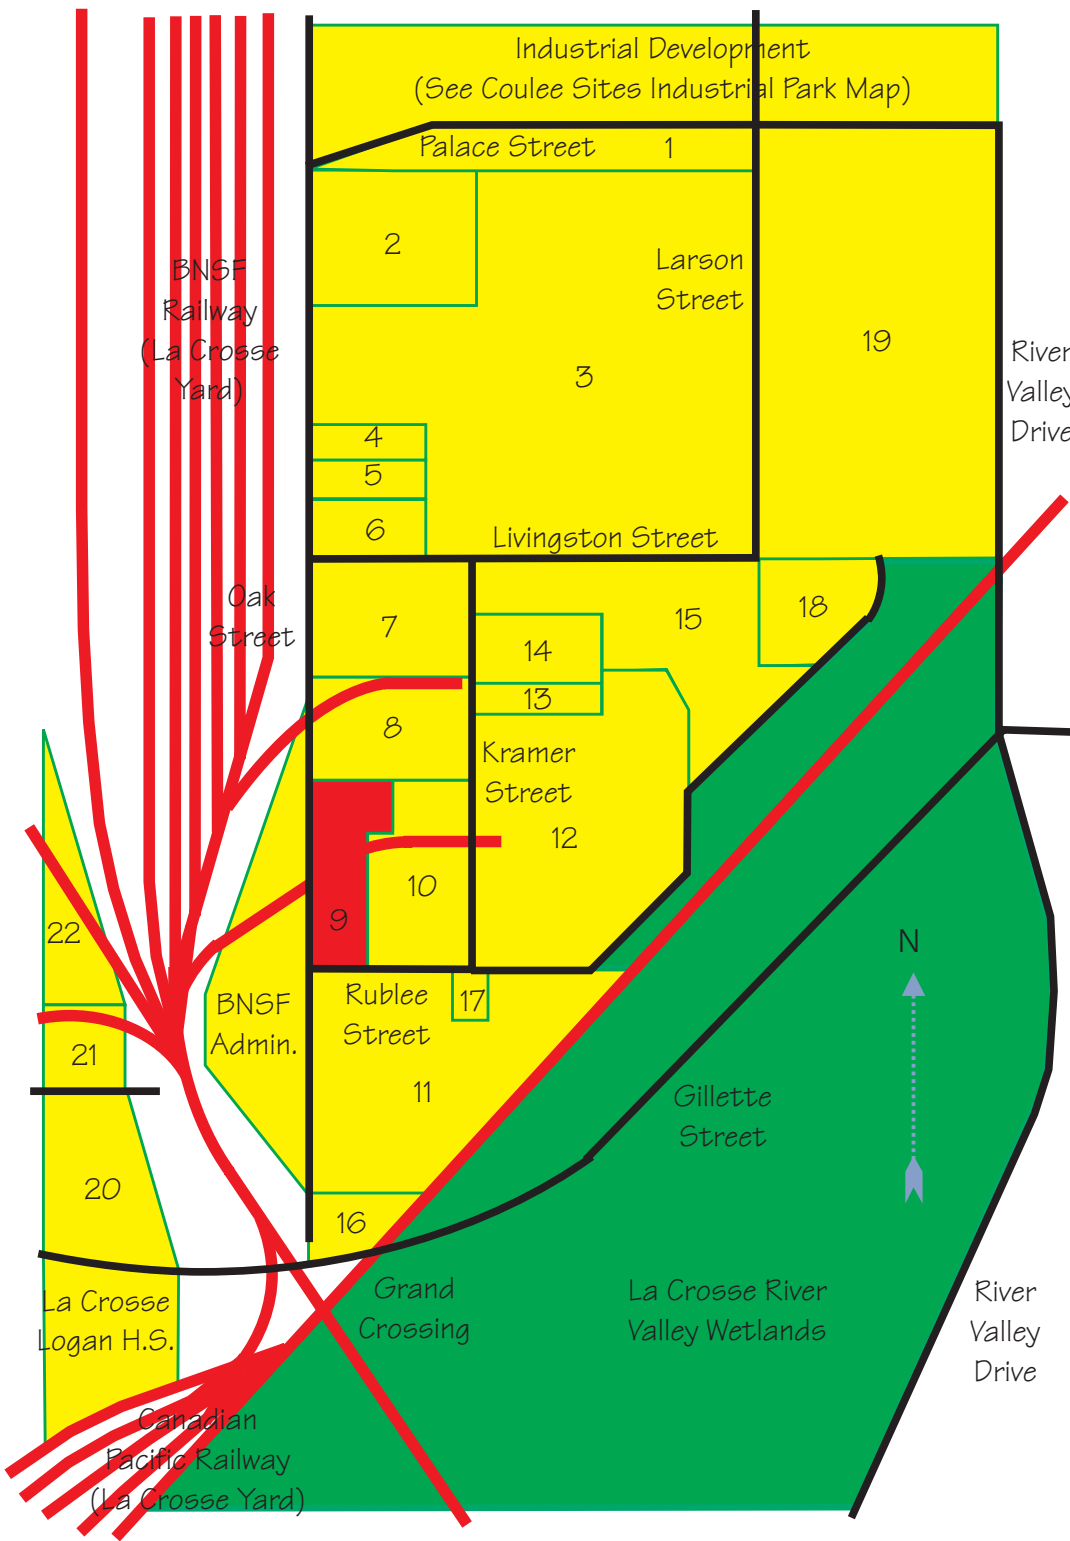 Industrial Development
(See Coulee Sites Industrial Park Map)
Palace Street
1
2
Larson
Street
BNSF
Railway
(La Crosse
Yard)
3
19
River
Valley
Drive
4
5
6
Livingston Street
Oak
Street
7
14
13
15
18
8
Kramer
Street
12
10
9
22
N
BNSF
Admin.
Rublee
Street
17
21
11
Gillette
Street
20
16
La Crosse
Logan H.S.
Grand
Crossing
La Crosse River
Valley Wetlands
River
Valley
Drive
Canadian
Pacific Railway
(La Crosse Yard)